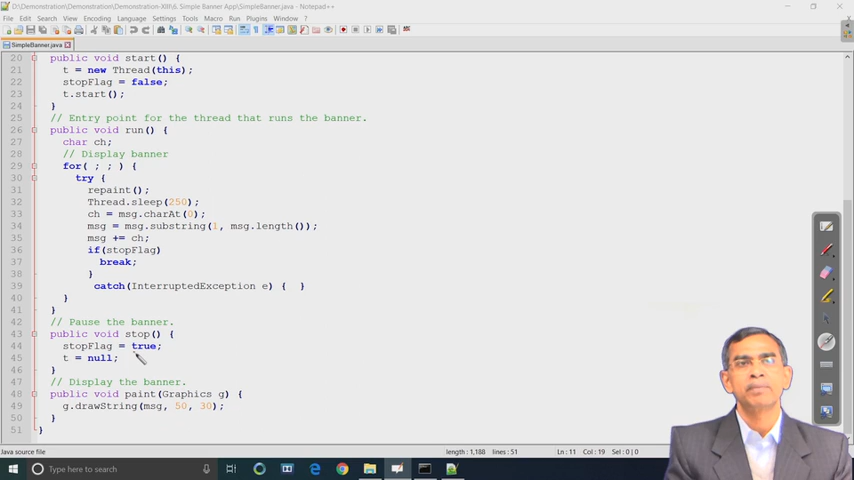 D:\Demonstration\Demonstration-XIII\6. Simple Banner App\SimpleBanner.java - Notepad++
File Edit Search View Encoding Language Settings Tools Macro Run Plugins Window ?
SimpleBanner.java
20 public void start() {
21 t = new Thread(this);
22 stopFlag = false;
23 t.start();
24 }
25 // Entry point for the thread that runs the banner.
26 public void run() {
27 char ch;
28 // Display banner
29 for( ; ; ) {
30 try {
31 repaint();
32 Thread.sleep(250);
33 ch = msg.charAt(0);
34 msg = msg.substring(1, msg.length());
35 msg += ch;
36 if(stopFlag)
37 break;
38 }
39 catch(InterruptedException e) { }
40 }
41 }
42 // Pause the banner.
43 public void stop() {
44 stopFlag = true;
45 t = null;
46 }
47 // Display the banner.
48 public void paint(Graphics g) {
49 g.drawString(msg, 50, 30);
50 }
51 }
Java source file length : 1,188 lines : 51 Ln : 11 Col : 19 Sel : 0 | 0
Type here to search